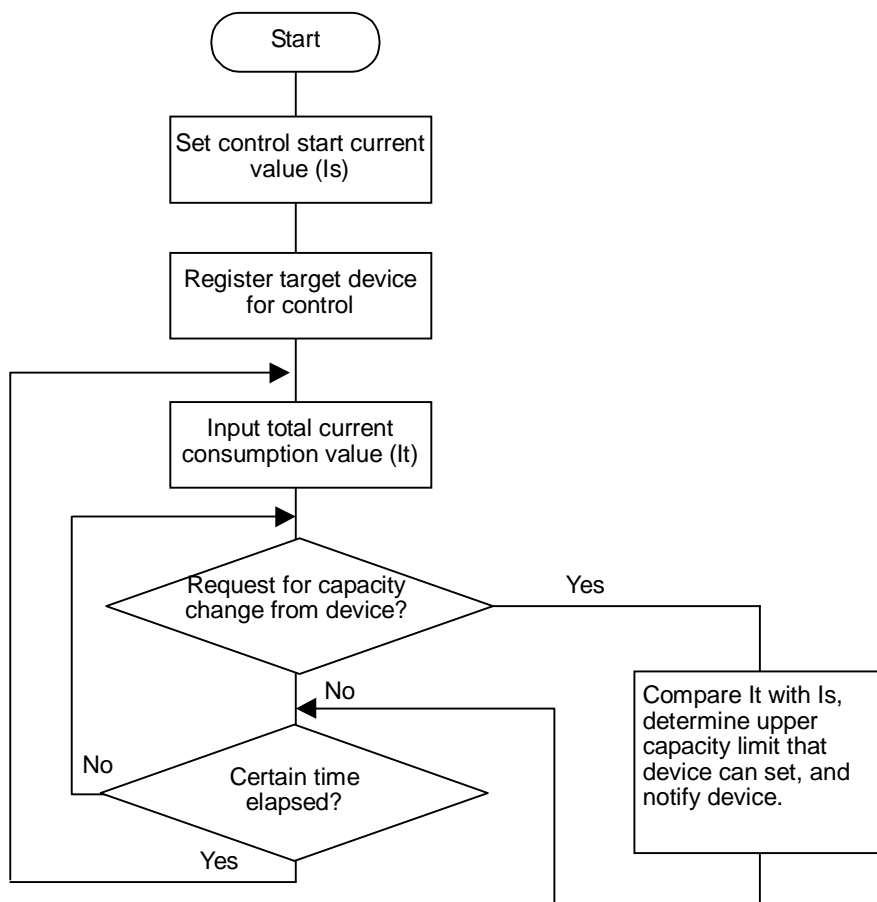 Start
Set control start current
value (Is)
Register target device
for control
Input total current
consumption value (It)
Request for capacity
change from device?
Yes
No
Compare It with Is,
determine upper
capacity limit that
device can set, and
notify device.
No
Certain time
elapsed?
Yes